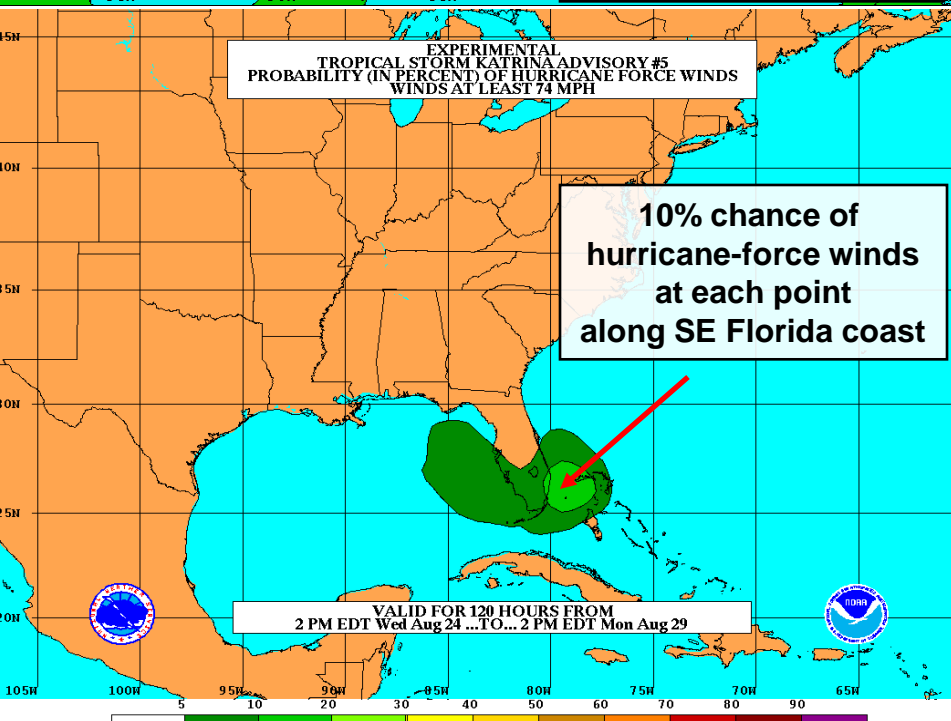 EXPERIMENTAL
TROPICAL STORM KATRINA ADVISORY #5
PROBABILITY (IN PERCENT) OF HURRICANE FORCE WINDS
WINDS AT LEAST 74 MPH
45N
40N
10% chance of
hurricane-force winds
at each point
along SE Florida coast
35N
30N
25N
NOAA
VALID FOR 120 HOURS FROM
2 PM EDT Wed Aug 24 ...TO... 2 PM EDT Mon Aug 29
20N
105W 100W 95W 90W 85W 80W 75W 70W 65W
5 10 20 30 40 50 60 70 80 90